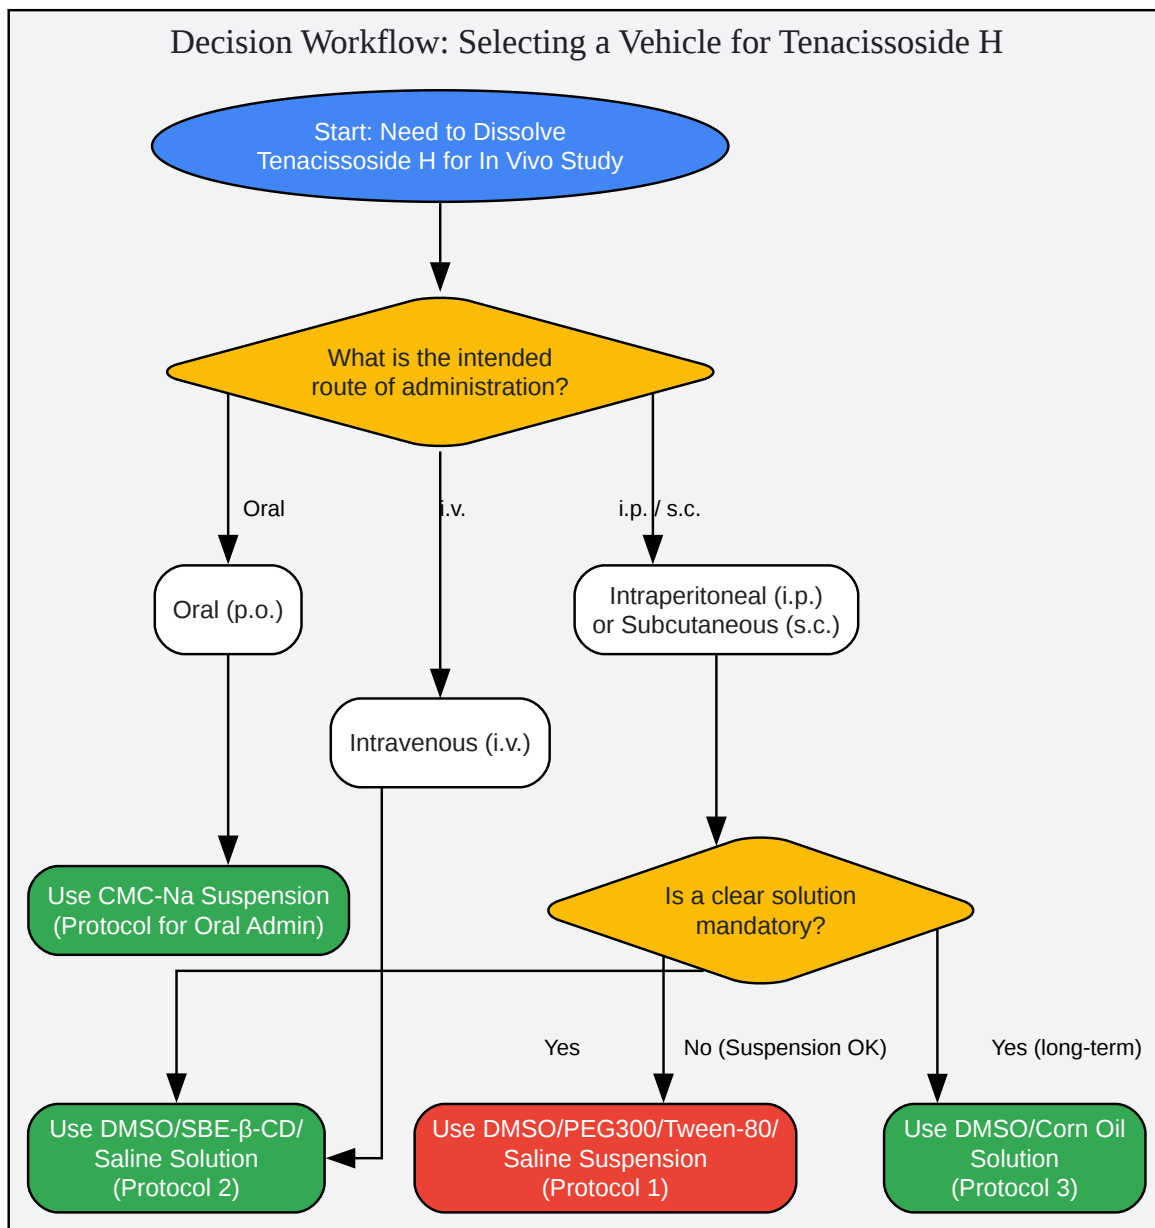 Decision Workflow: Selecting a Vehicle for Tenacissoside H
Start: Need to Dissolve
Tenacissoside H for In Vivo Study
What is the intended
route of administration?
Oral
i.v.
i.p. / s.c.
Oral (p.o.)
Intraperitoneal (i.p.)
or Subcutaneous (s.c.)
Intravenous (i.v.)
Use CMC-Na Suspension
(Protocol for Oral Admin)
Is a clear solution
mandatory?
Yes
No (Suspension OK)
Yes (long-term)
Use DMSO/SBE-β-CD/
Saline Solution
(Protocol 2)
Use DMSO/PEG300/Tween-80/
Saline Suspension
(Protocol 1)
Use DMSO/Corn Oil
Solution
(Protocol 3)